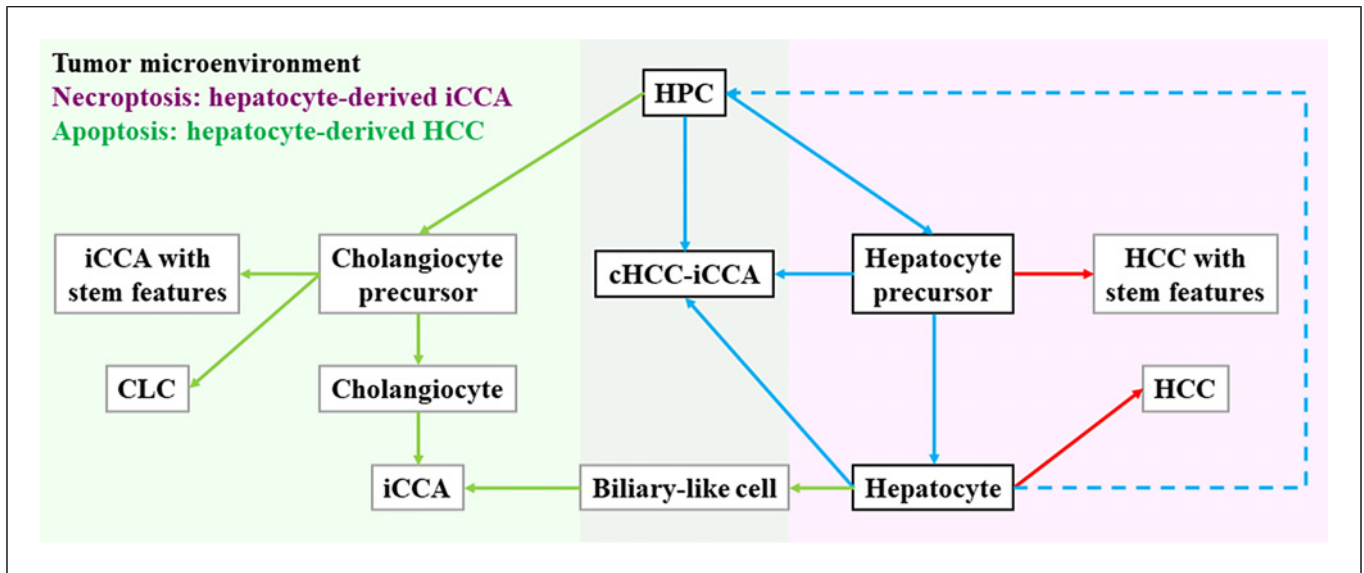 Tumor microenvironment
Necroptosis: hepatocyte-derived iCCA
Apoptosis: hepatocyte-derived HCC
HPC
iCCA with
stem features
Cholangiocyte
precursor
cHCC-iCCA
Hepatocyte
precursor
HCC with
stem features
CLC
Cholangiocyte
HCC
iCCA
Biliary-like cell
Hepatocyte